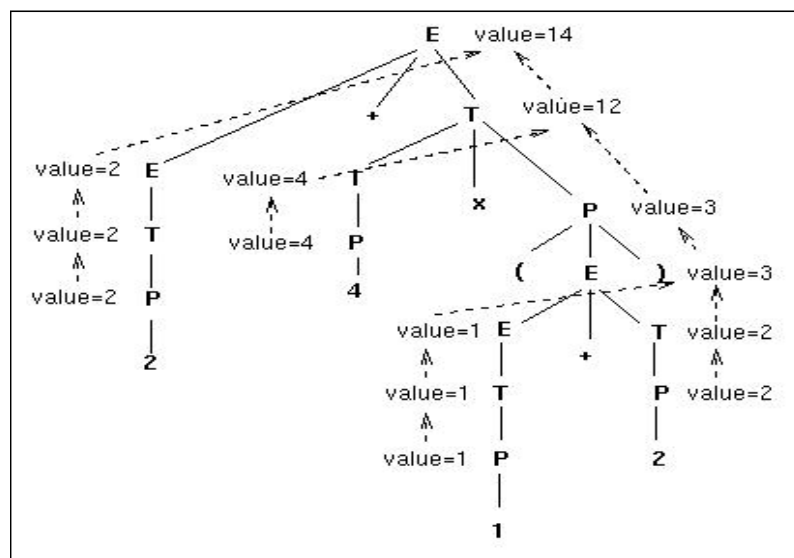 E value=14
+ T value=12
value=2 E value=4 T x P value=3
value=2 T value=4 P ( E ) value=3
value=2 P 4
value=1 E + T value=2
2
value=1 T P value=2
value=1 P 2
1